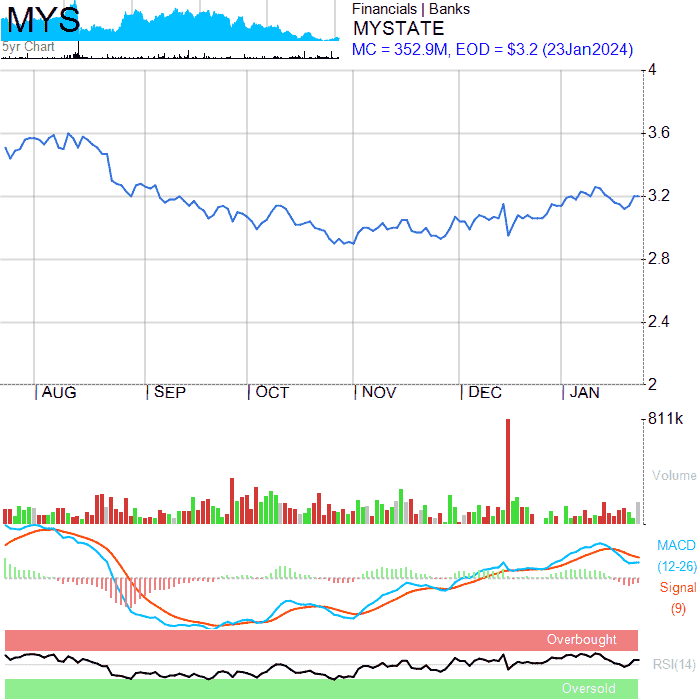 MYS
5yr Chart
Financials | Banks
MYSTATE
MC = 352.9M, EOD = $3.2 (23Jan2024)
4
3.6
3.2
2.8
2.4
2
AUG SEP OCT NOV DEC JAN
811k
Volume
MACD
(12-26)
Signal
(9)
Overbought
RSI(14)
Oversold